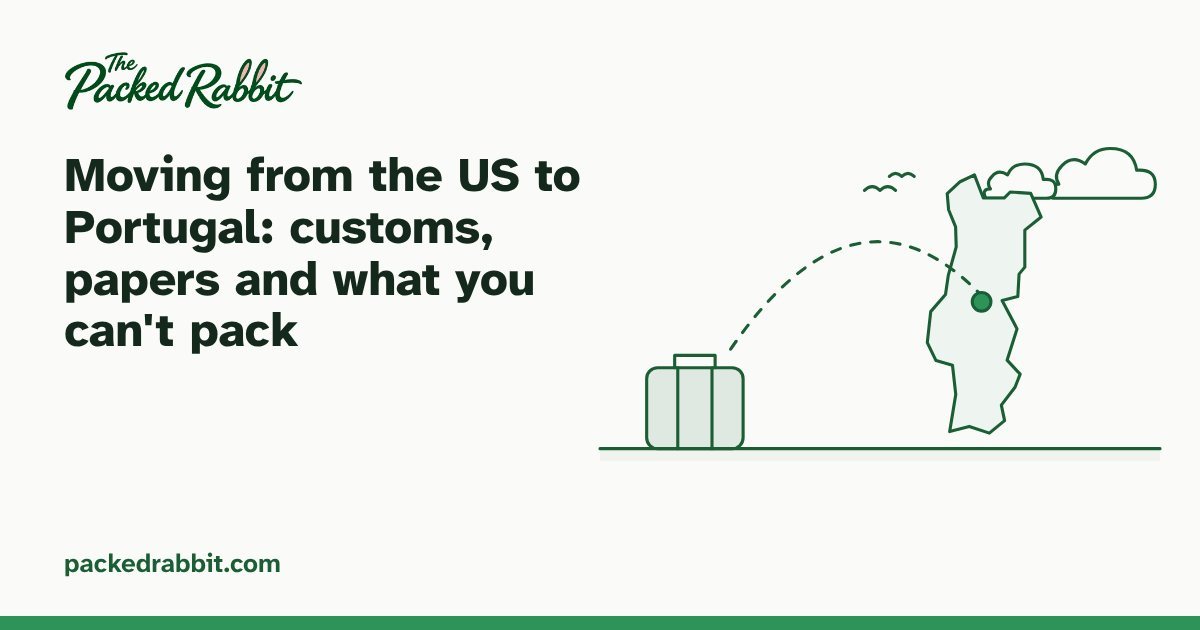 The
Packed Rabbit
Moving from the US to
Portugal: customs,
papers and what you
can't pack
packedrabbit.com